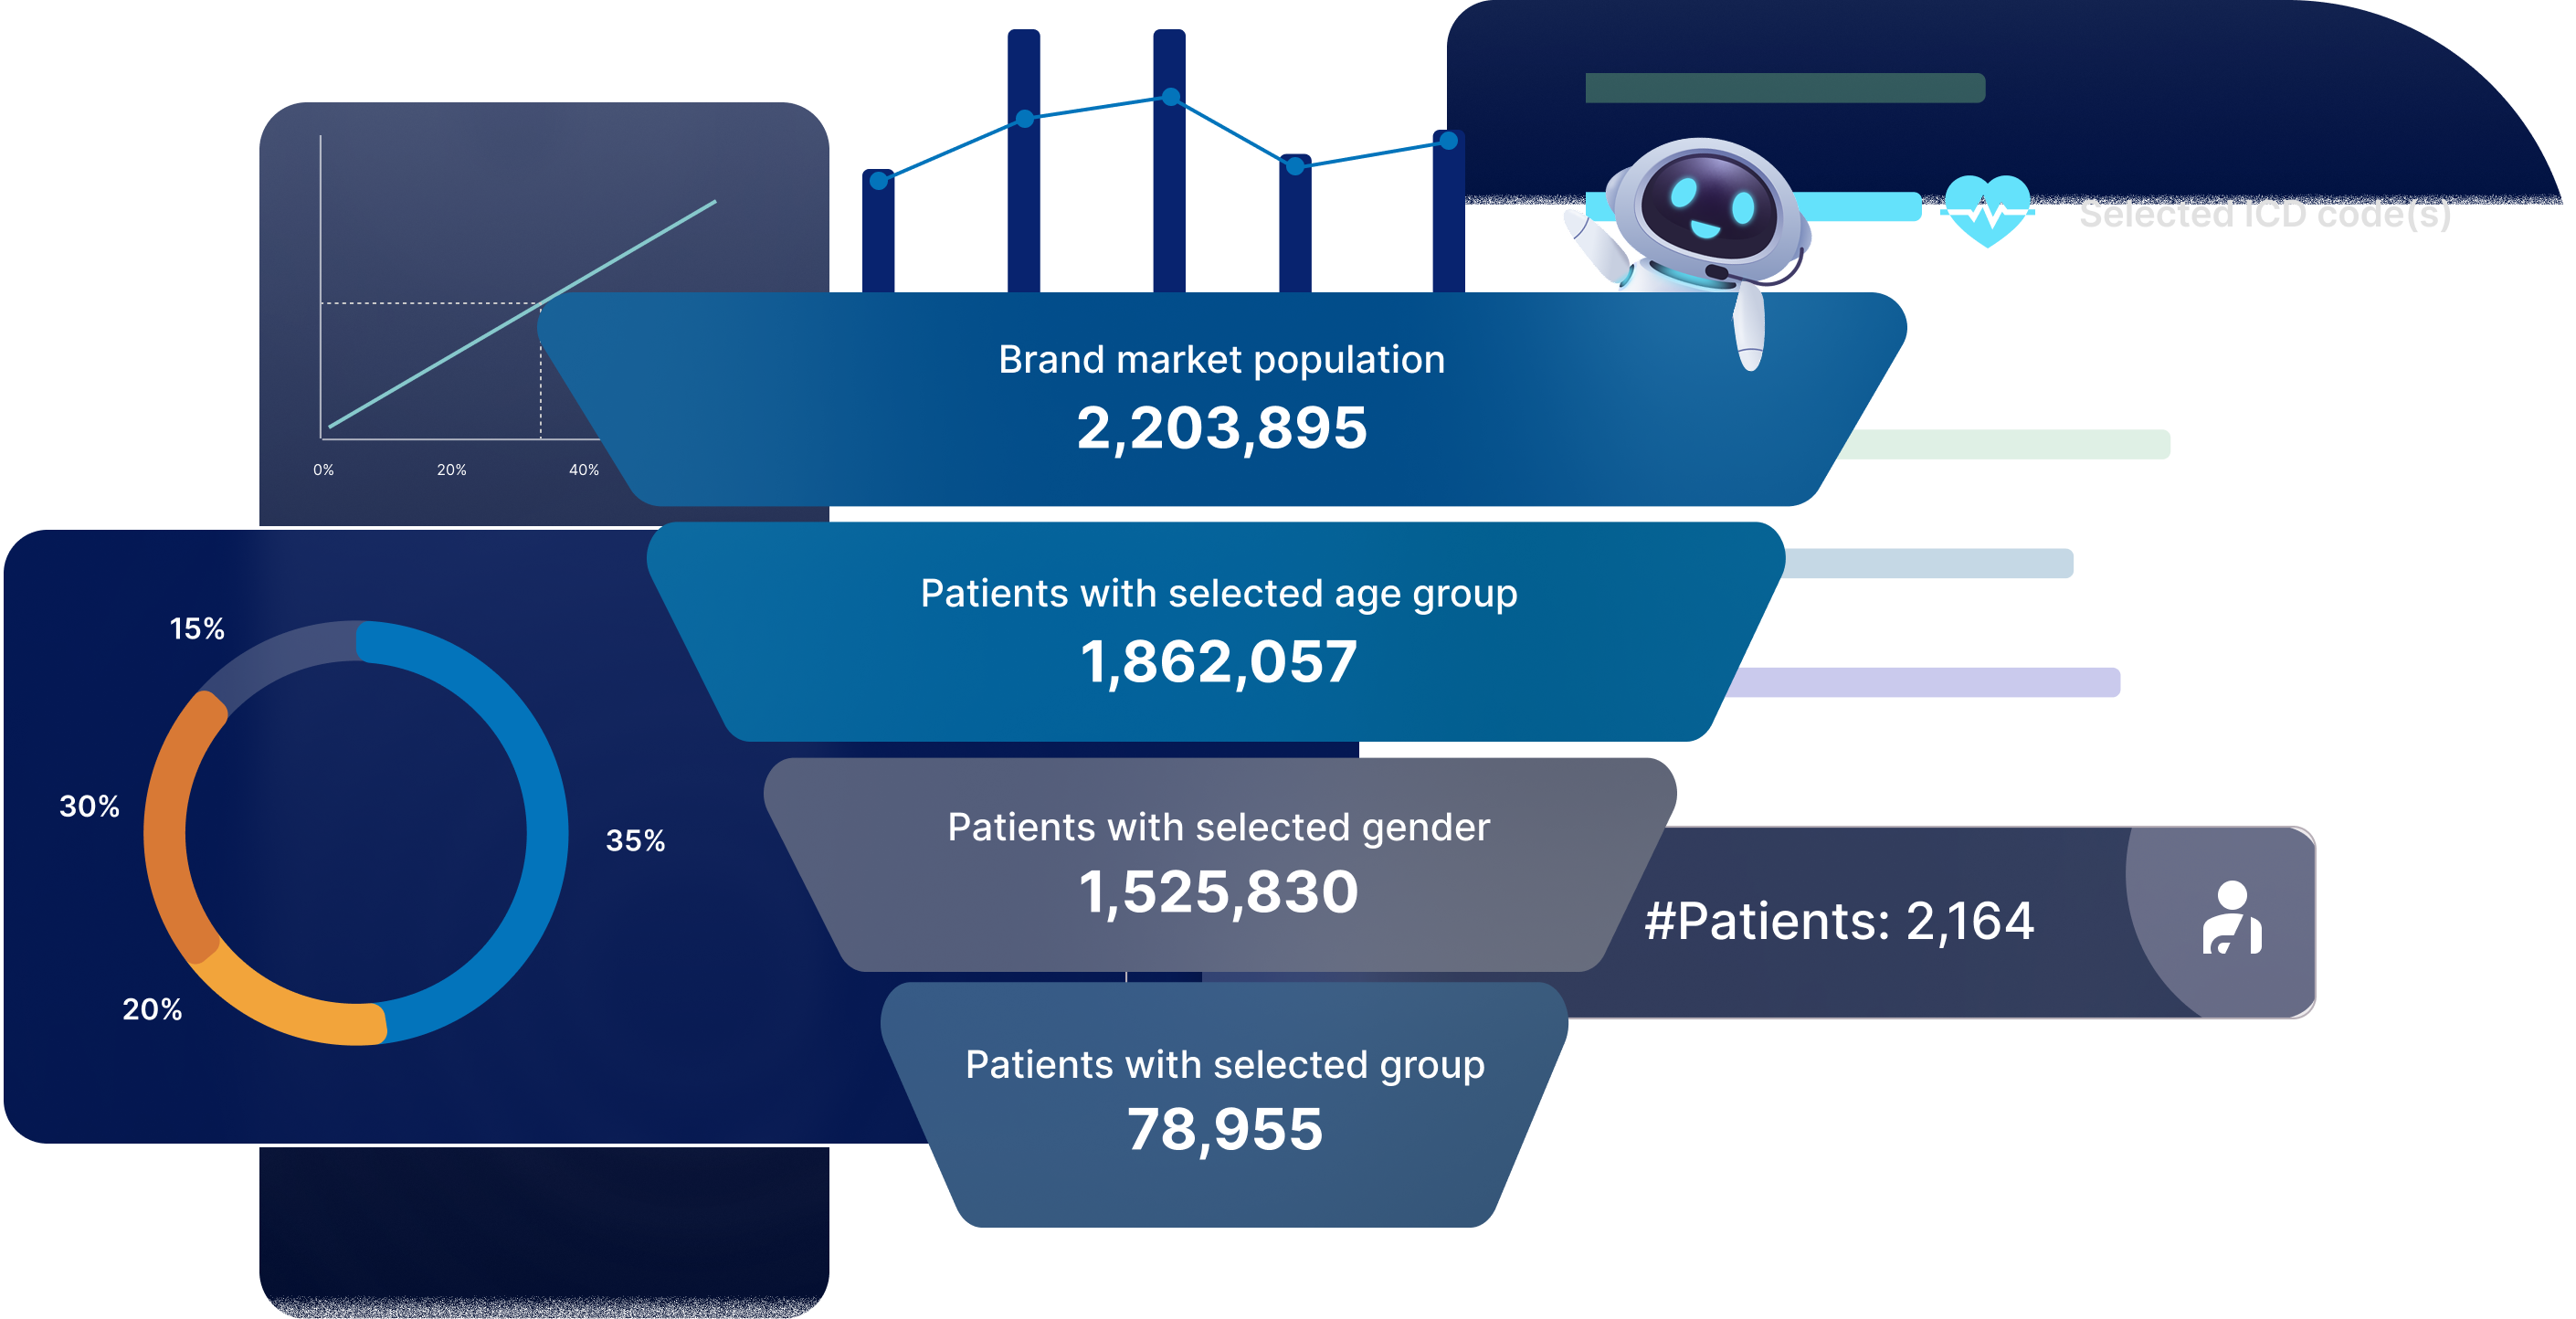 Selected ICD code(s)
0%
20%
40%
Brand market population
2,203,895
Patients with selected age group
1,862,057
Patients with selected gender
1,525,830
Patients with selected group
78,955
15%
30%
35%
20%
#Patients: 2,164